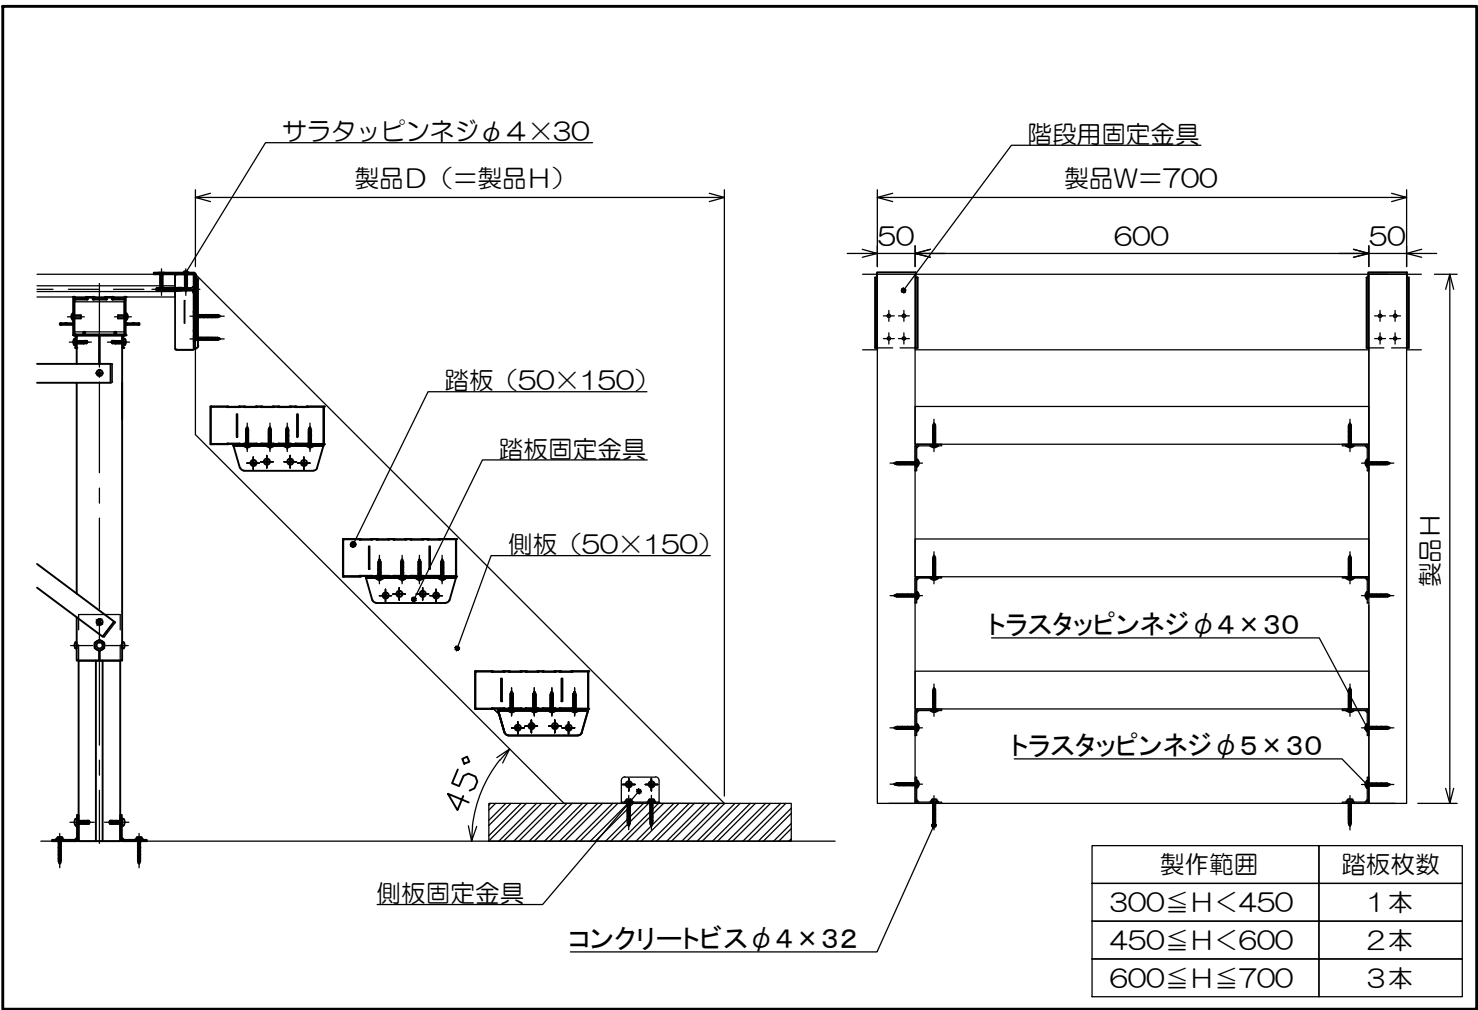 サラタッピンネジφ4×30
製品D（＝製品H）
階段用固定金具
製品W＝700
50
600
50
踏板（50×150）
踏板固定金具
側板（50×150）
製品H
トラスタッピンネジφ4×30
トラスタッピンネジφ5×30
45°
側板固定金具
コンクリートビスφ4×32
製作範囲 踏板枚数
300≦H＜450 1本
450≦H＜600 2本
600≦H≦700 3本